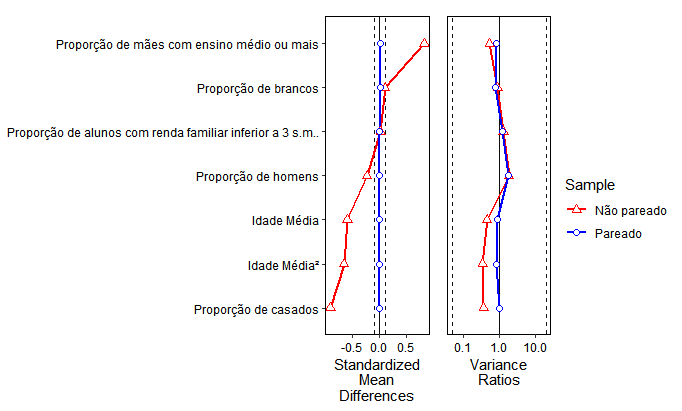 Proporção de mães com ensino médio ou mais
Proporção de brancos
Proporção de alunos com renda familiar inferior a 3 s.m..
Proporção de homens
Idade Média
Idade Média²
Proporção de casados
-0.5 0.0 0.5
Standardized
Mean
Differences
0.1 1.0 10.0
Variance
Ratios
Sample
Não pareado
Pareado